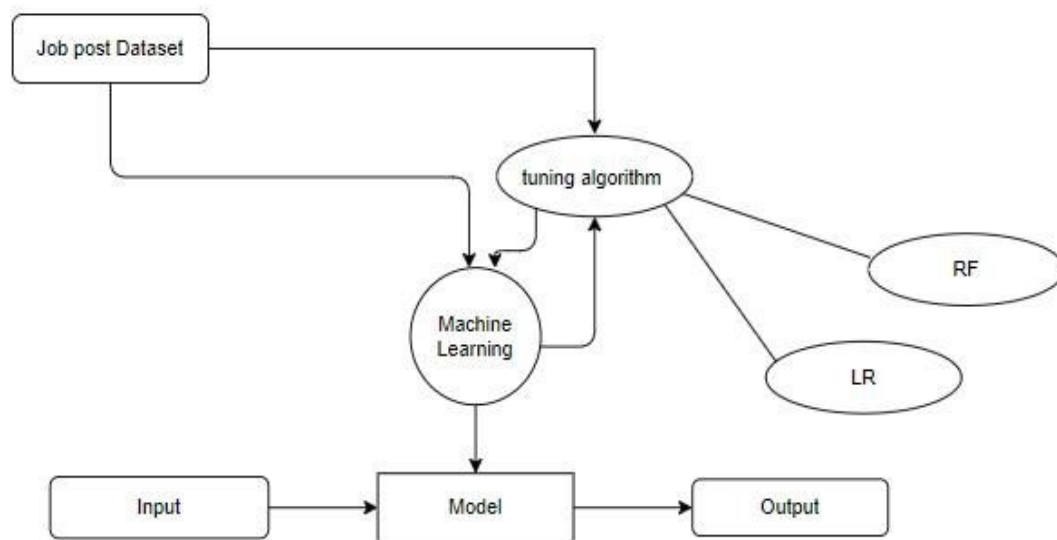 Job post Dataset
tuning algorithm
RF
Machine
Learning
LR
Input
Model
Output